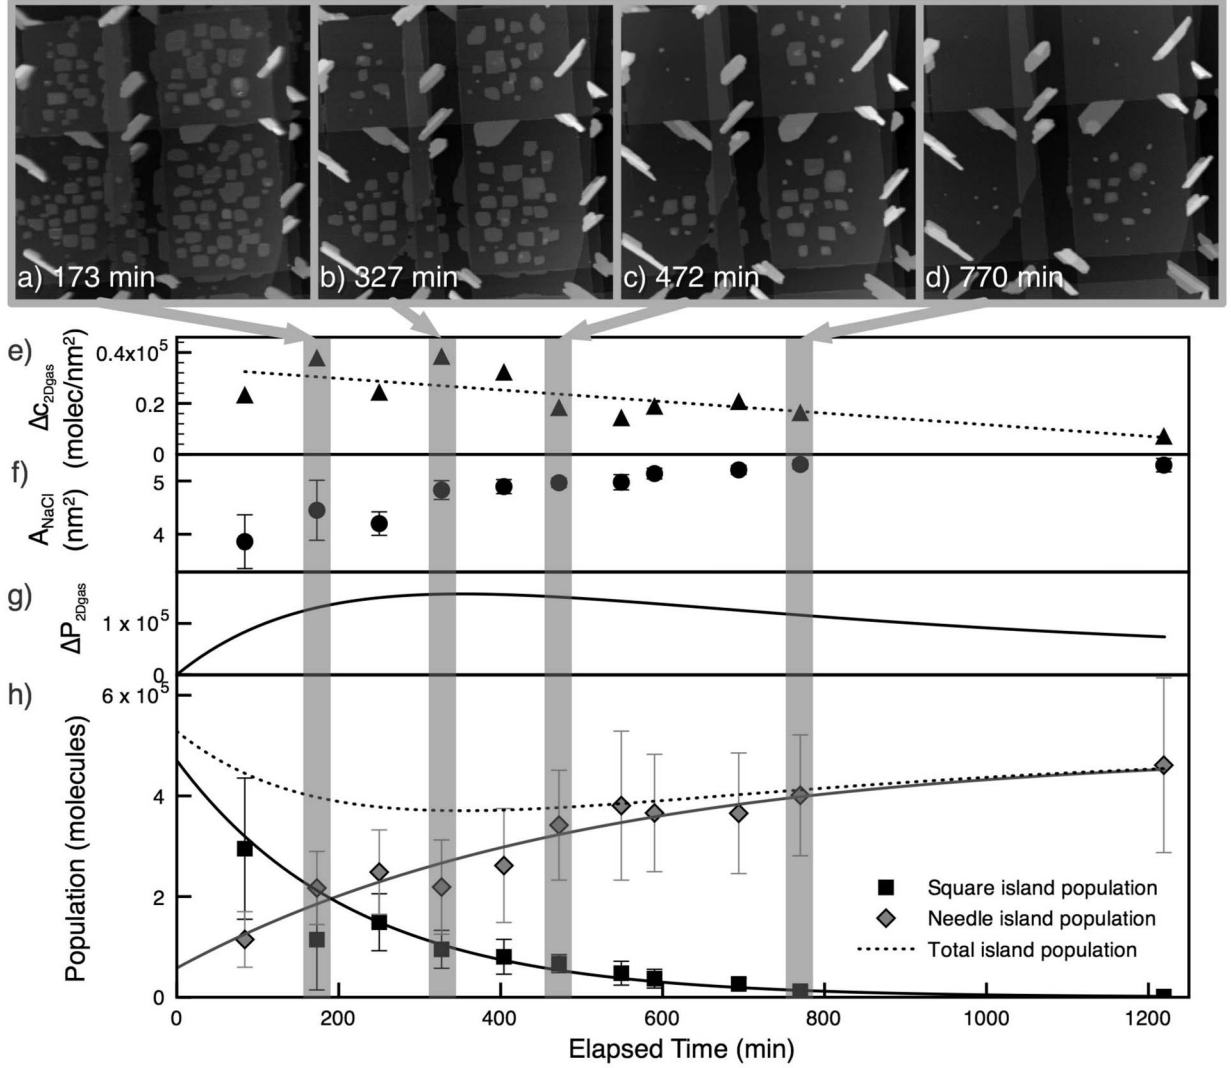 a) 173 min
b) 327 min
c) 472 min
d) 770 min
e)
Δc2Dgas
(molec/nm²)
0.4x10⁵
0.2
0
f)
ANaCl
(nm²)
5
4
g)
ΔP2Dgas
1 x 10⁵
0
h)
Population (molecules)
6 x 10⁵
4
2
0
Square island population
Needle island population
Total island population
0 200 400 600 800 1000 1200
Elapsed Time (min)